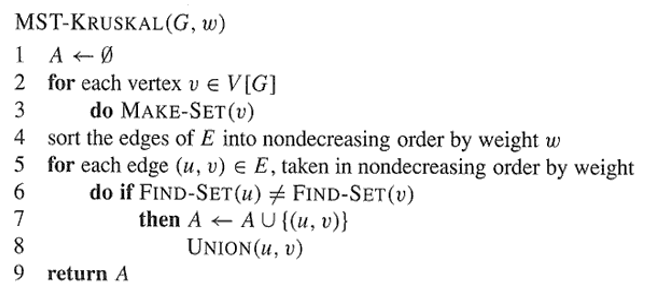 MST-KRUSKAL(G, w)
1 A ← ∅
2 for each vertex v ∈ V[G]
3 do MAKE-SET(v)
4 sort the edges of E into nondecreasing order by weight w
5 for each edge (u, v) ∈ E, taken in nondecreasing order by weight
6 do if FIND-SET(u) ≠ FIND-SET(v)
7 then A ← A ∪ {(u, v)}
8 UNION(u, v)
9 return A